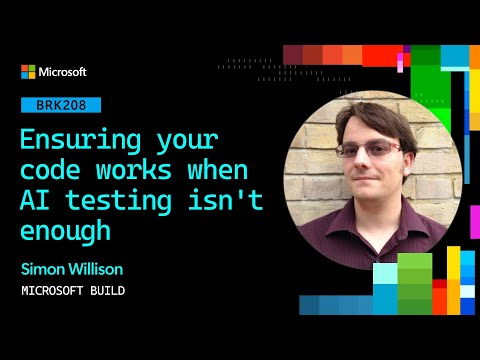 Microsoft
BRK208
Ensuring your
code works when
AI testing isn't
enough
Simon Willison
MICROSOFT BUILD